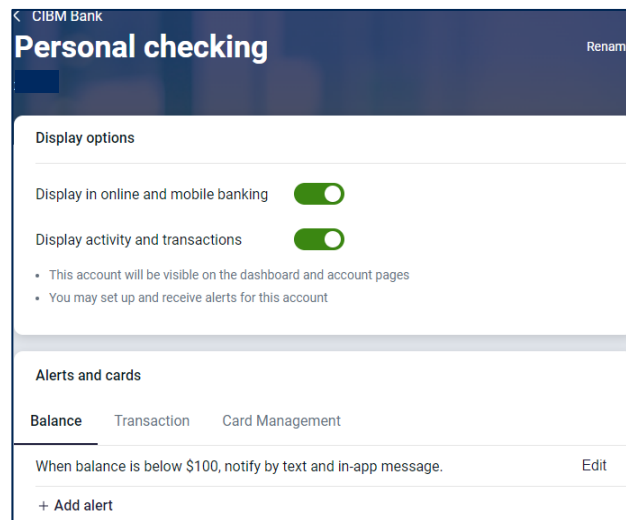 CIBM Bank
Personal checking
Renam
Display options
Display in online and mobile banking
Display activity and transactions
• This account will be visible on the dashboard and account pages
• You may set up and receive alerts for this account
Alerts and cards
Balance Transaction Card Management
When balance is below $100, notify by text and in-app message. Edit
+ Add alert